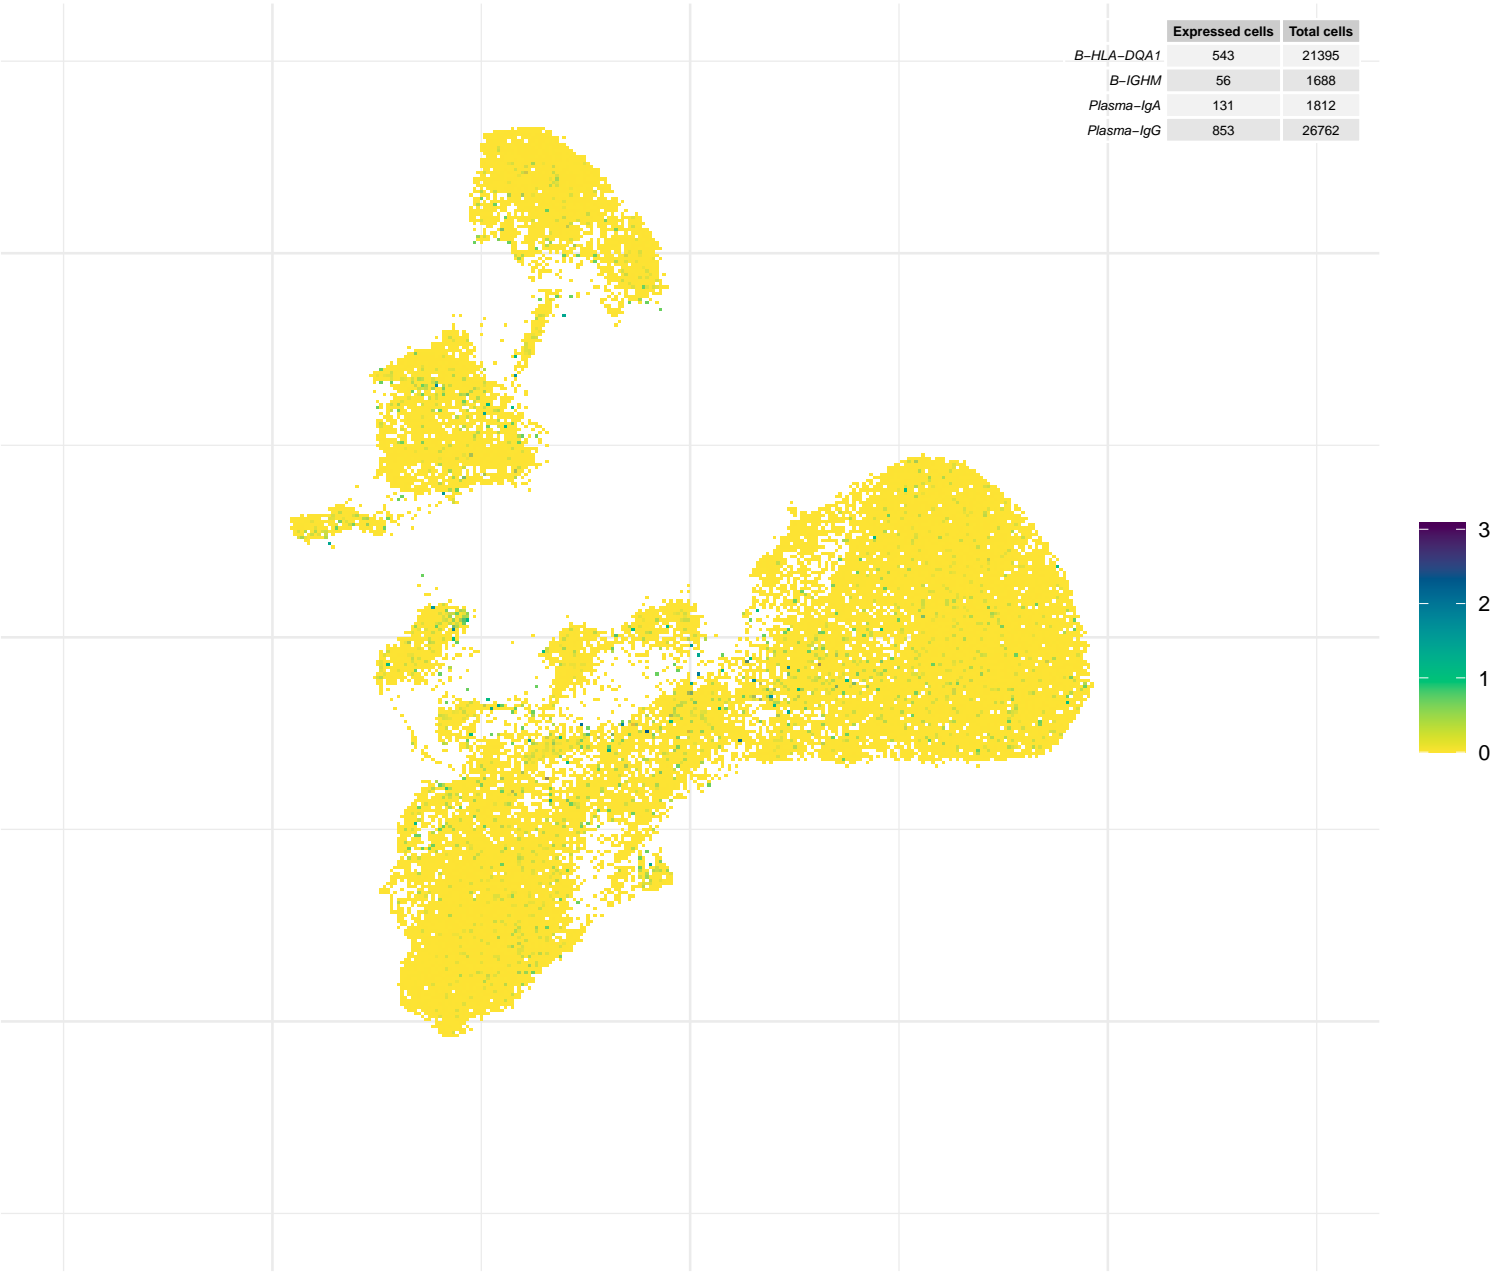 Expressed cells Total cells
B−HLA−DQA1 543 21395
B−IGHM 56 1688
Plasma−IgA 131 1812
Plasma−IgG 853 26762
3
2
1
0